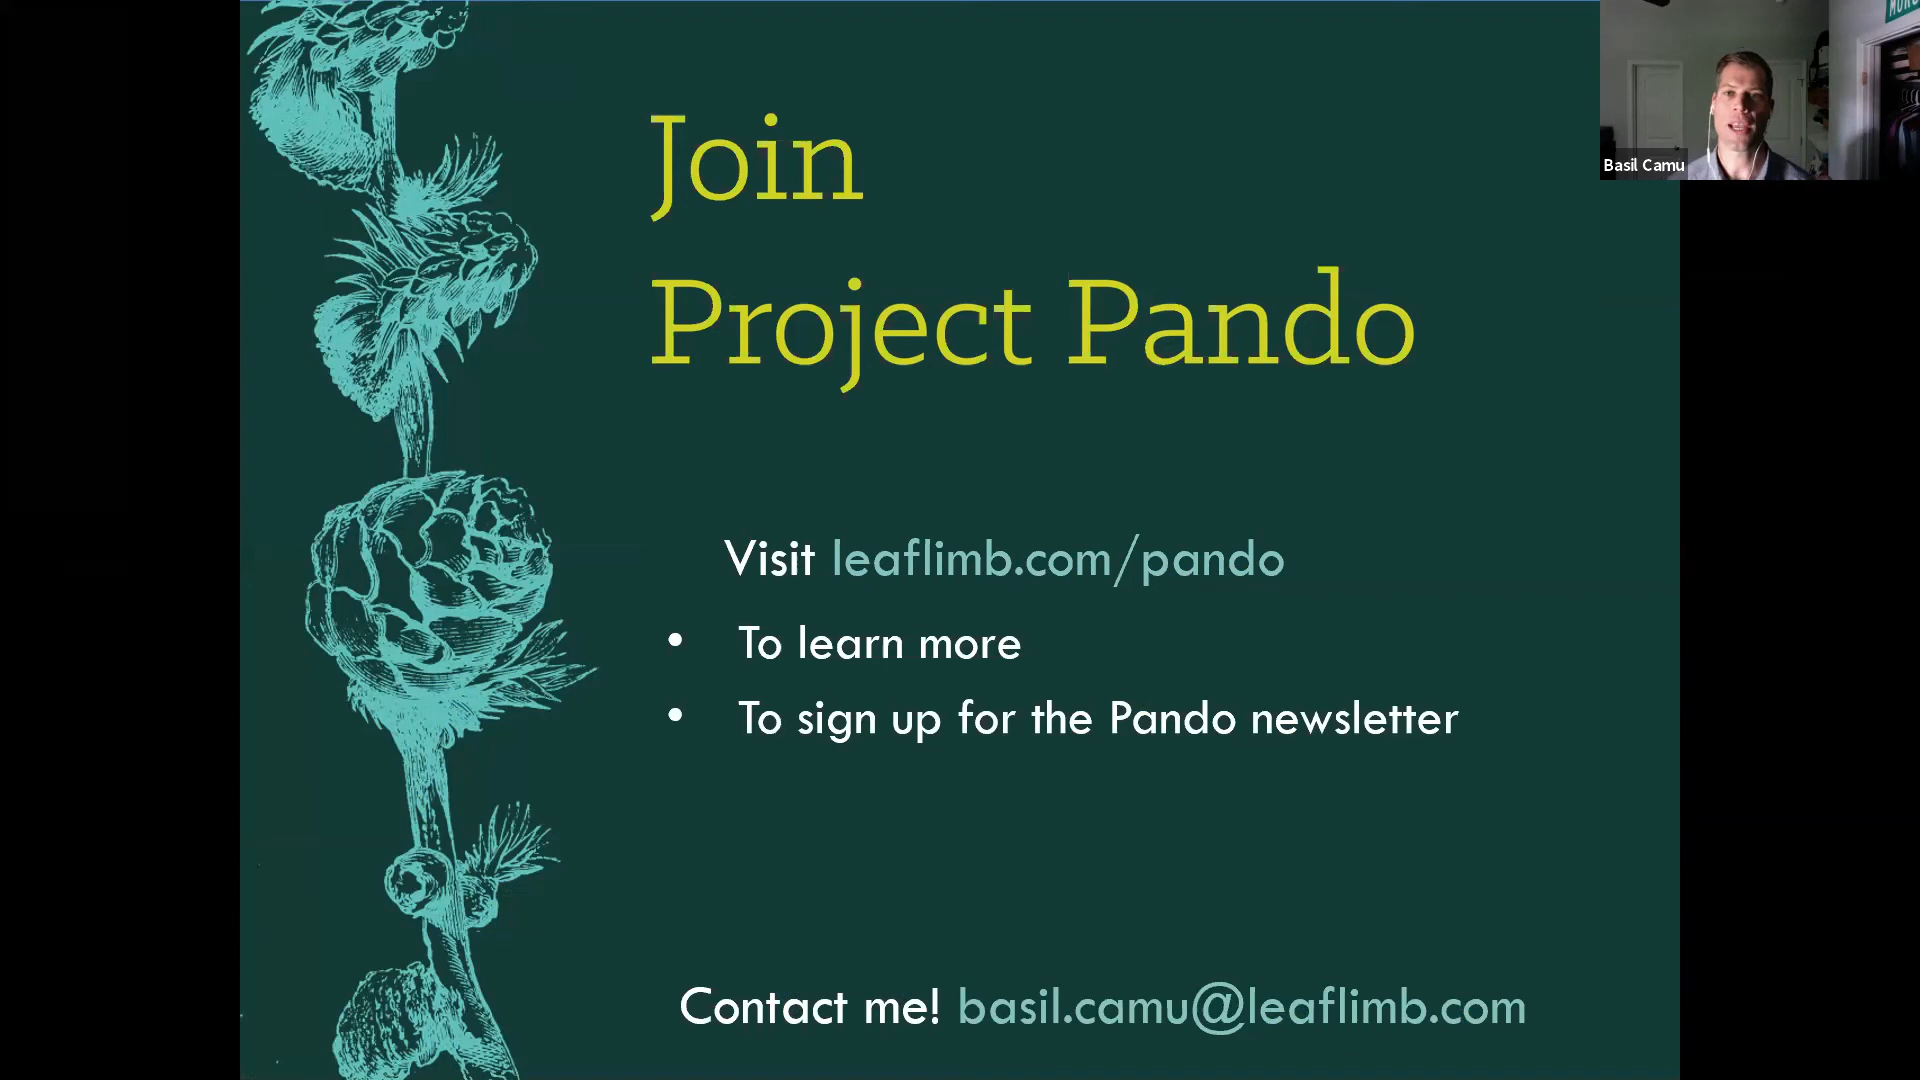 Join
Project Pando
Visit leaflimb.com/pando
• To learn more
• To sign up for the Pando newsletter
Contact me! basil.camu@leaflimb.com
Basil Camu